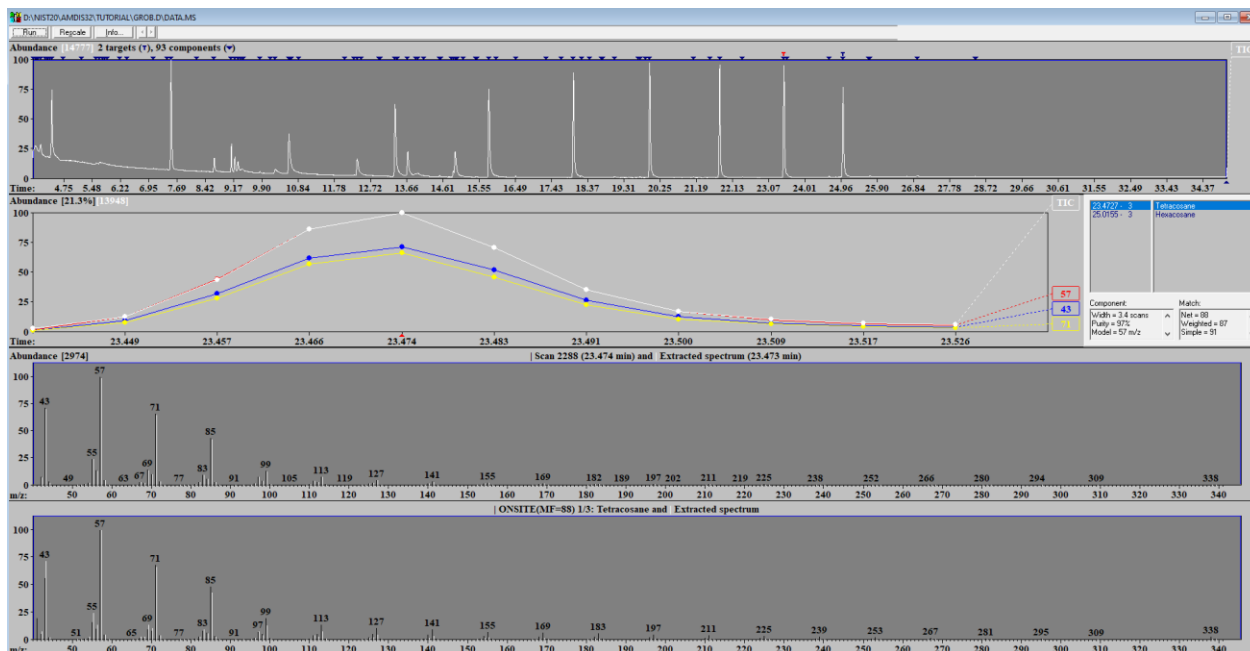 D:\NIST20\AMDIS32\TUTORIAL\GROB.D\DATA.MS
Run Rescale Info...
Abundance [14777] 2 targets (▾), 93 components (▾)
TIC
100
75
50
25
0
Time: 4.75 5.48 6.22 6.95 7.69 8.42 9.17 9.90 10.84 11.78 12.72 13.66 14.61 15.55 16.49 17.43 18.37 19.31 20.25 21.19 22.13 23.07 24.01 24.96 25.90 26.84 27.78 28.72 29.66 30.61 31.55 32.49 33.43 34.37
Abundance [21.3%] [13948]
TIC
100
75
50
25
0
57
43
71
Time: 23.449 23.457 23.466 23.474 23.483 23.491 23.500 23.509 23.517 23.526
23.4727 - 3 Tetracosane
25.0155 - 3 Hexacosane
Component: Match:
Width = 3.4 scans Net = 88
Purity = 97% Weighted = 87
Model = 57 m/z Simple = 91
Abundance [2974] | Scan 2288 (23.474 min) and | Extracted spectrum (23.473 min)
100
75
50
25
0
43 49 55 57 63 67 69 71 77 83 85 91 99 105 113 119 127 141 155 169 182 189 197 202 211 219 225 238 252 266 280 294 309 338
m/z: 50 60 70 80 90 100 110 120 130 140 150 160 170 180 190 200 210 220 230 240 250 260 270 280 290 300 310 320 330 340
| ONSITE(MF=88) 1/3: Tetracosane and | Extracted spectrum
100
75
50
25
0
43 51 55 57 65 69 71 77 83 85 91 97 99 113 127 141 155 169 183 197 211 225 239 253 267 281 295 309 338
m/z: 50 60 70 80 90 100 110 120 130 140 150 160 170 180 190 200 210 220 230 240 250 260 270 280 290 300 310 320 330 340